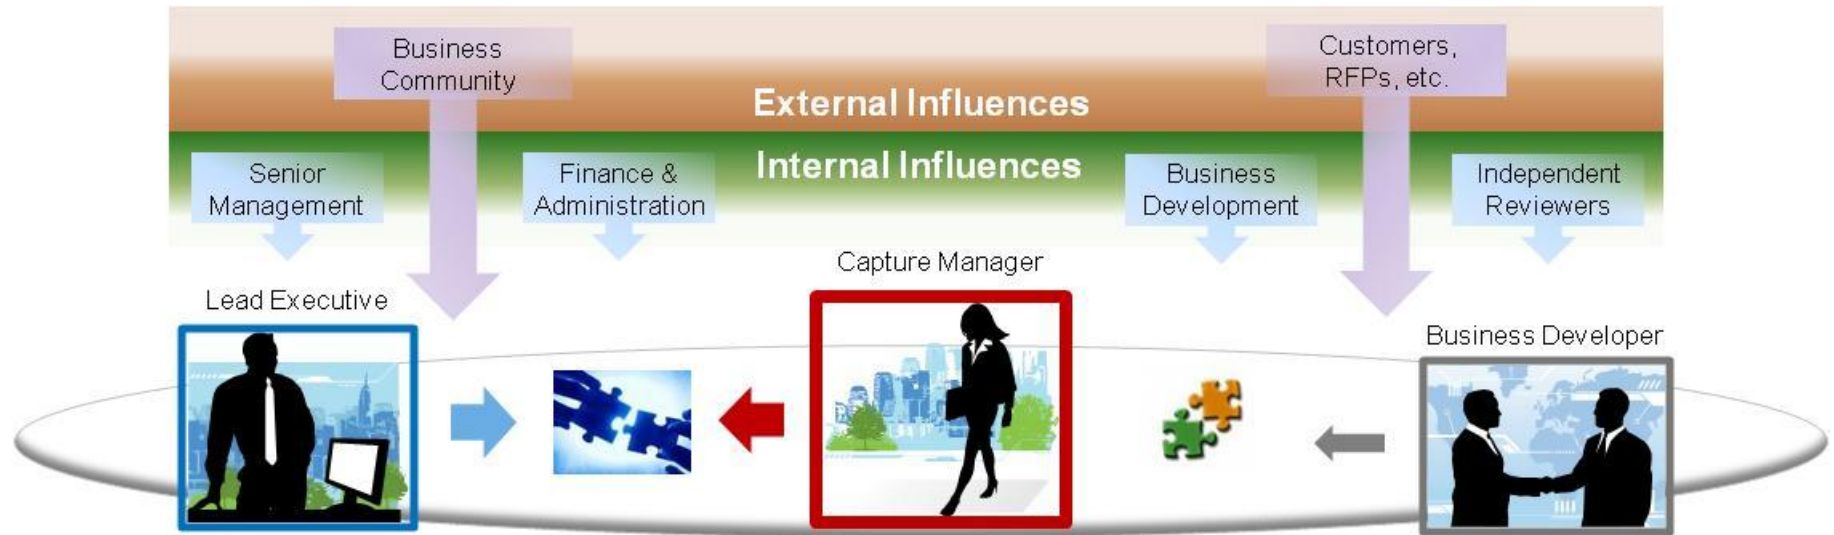 Business
Community
Customers,
RFPs, etc.
External Influences
Internal Influences
Senior
Management
Finance &
Administration
Business
Development
Independent
Reviewers
Capture Manager
Lead Executive
Business Developer